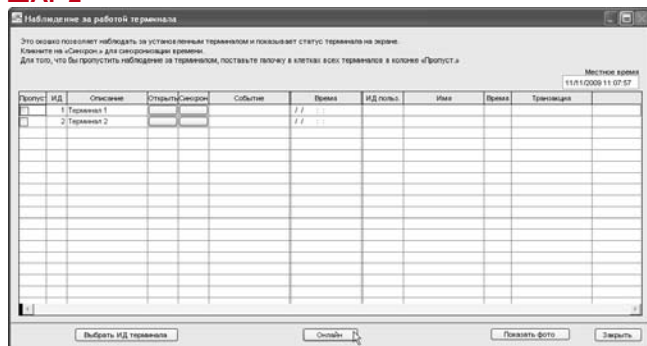 Наблюдение за работой терминала
Это окошко позволяет наблюдать за установленным терминалом и показывает статус терминала на экране.
Кликните на «Синхрон.» для синхронизации времени.
Для того, что бы пропустить наблюдение за терминалом, поставьте галочку в клетках всех терминалов в колонке «Пропуст.»
Местное время
11/11/2009 11:07:57
Пропуст ИД Описание Открыть Синхрон Событие Время ИД польз. Имя Время Транзакция
1 Терминал 1 / / : :
2 Терминал 2 / / : :
Выбрать ИД терминала Онлайн Показать фото Закрыть